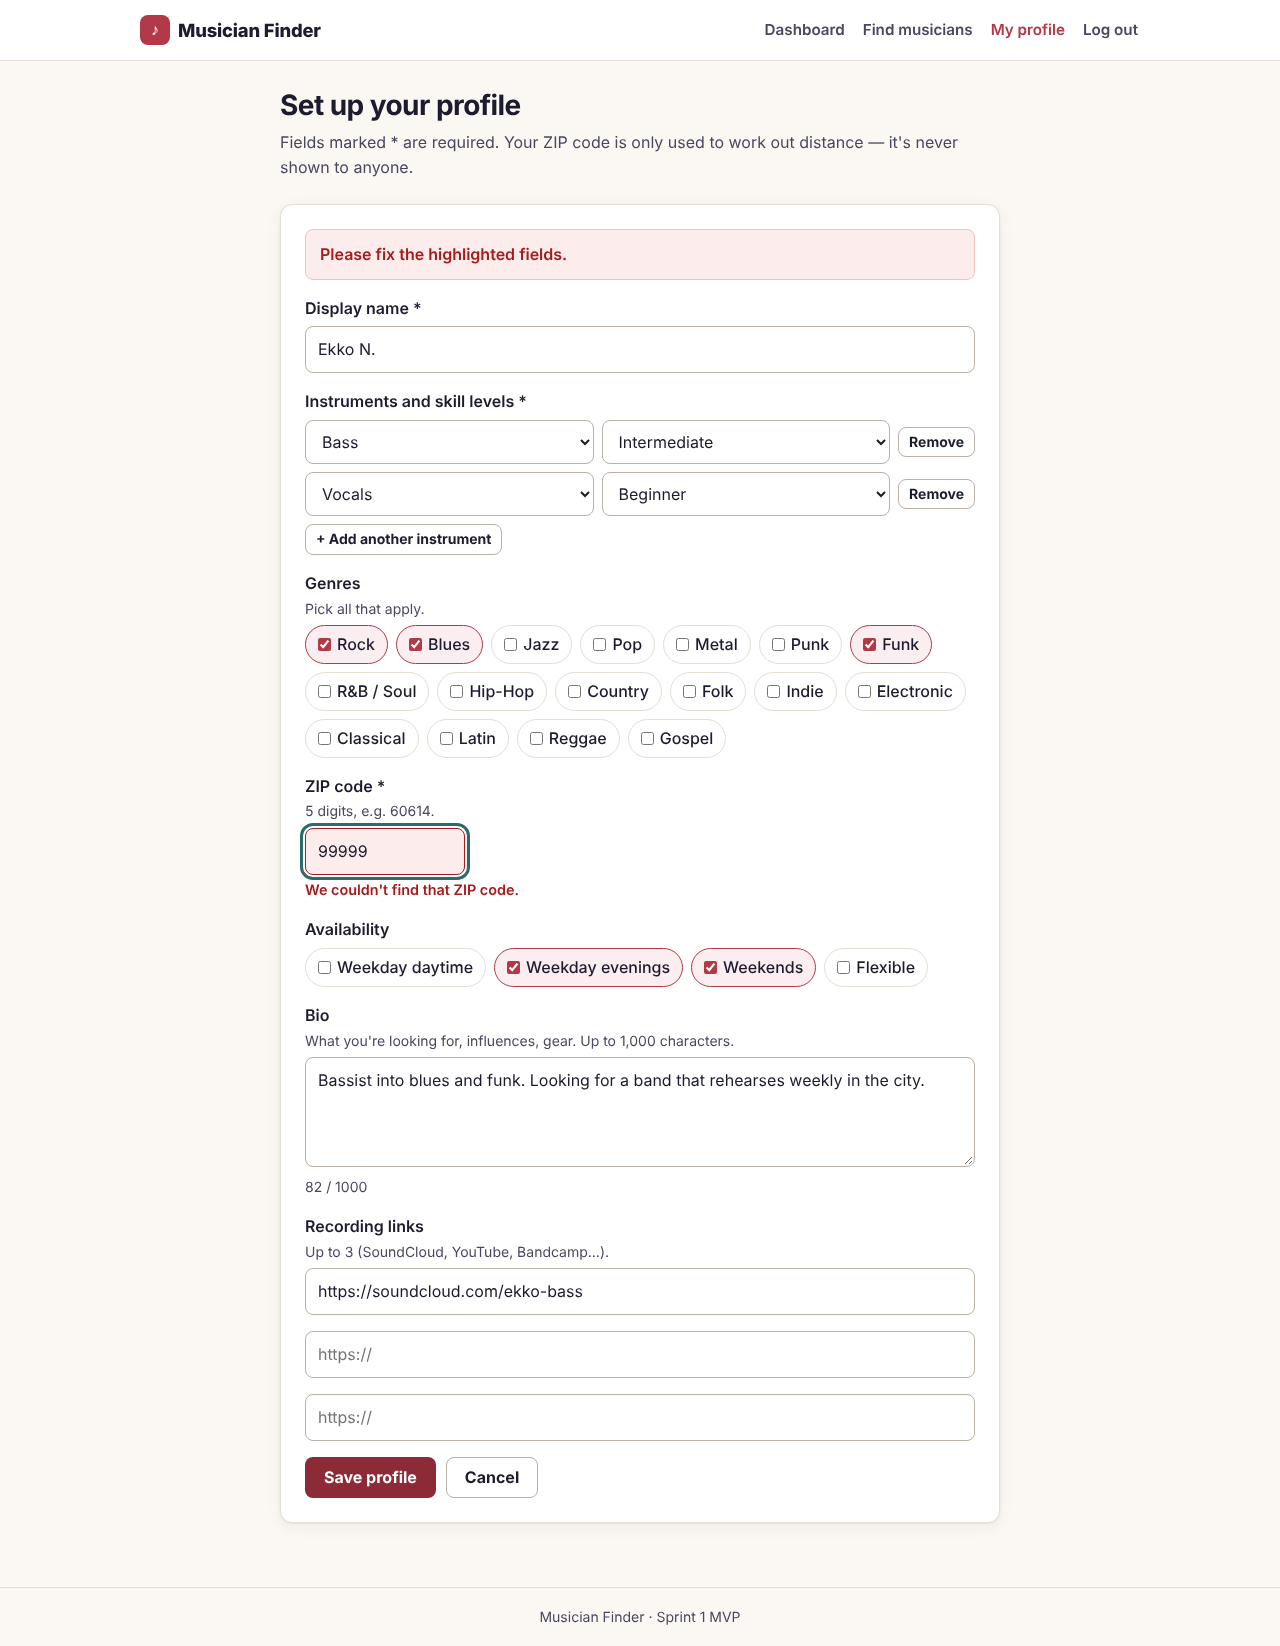 ♪ Musician Finder Dashboard Find musicians My profile Log out
Set up your profile
Fields marked * are required. Your ZIP code is only used to work out distance — it's never
shown to anyone.
Please fix the highlighted fields.
Display name *
Ekko N.
Instruments and skill levels *
Bass Intermediate Remove
Vocals Beginner Remove
+ Add another instrument
Genres
Pick all that apply.
Rock Blues Jazz Pop Metal Punk Funk
R&B / Soul Hip-Hop Country Folk Indie Electronic
Classical Latin Reggae Gospel
ZIP code *
5 digits, e.g. 60614.
99999
We couldn't find that ZIP code.
Availability
Weekday daytime Weekday evenings Weekends Flexible
Bio
What you're looking for, influences, gear. Up to 1,000 characters.
Bassist into blues and funk. Looking for a band that rehearses weekly in the city.
82 / 1000
Recording links
Up to 3 (SoundCloud, YouTube, Bandcamp...).
https://soundcloud.com/ekko-bass
https://
https://
Save profile Cancel
Musician Finder · Sprint 1 MVP